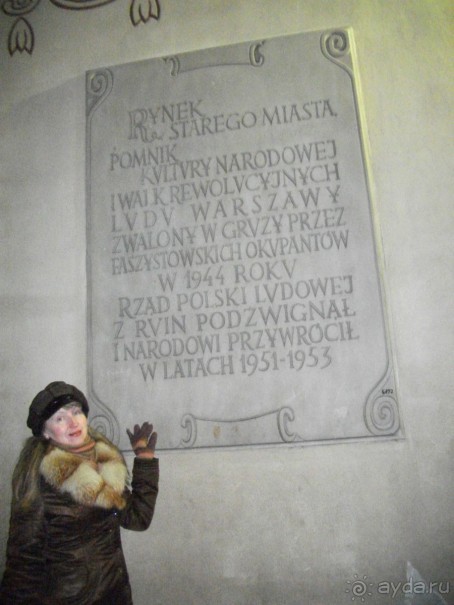 RYNEK
STAREGO MIASTA,
POMNIK
KVLTVRY NARODOWEJ
I WALK REWOLVCYJNYCH
LVDV WARSZAWY
ZWALONY W GRVZY PRZEZ
FASZYSTOWSKICH OKVPANTÓW
W 1944 ROKV
RZĄD POLSKI LVDOWEJ
Z RVIN PODZWIGNĄŁ
I NARODOWI PRZYWRÓCIŁ
W LATACH 1951-1953
ayda.ru